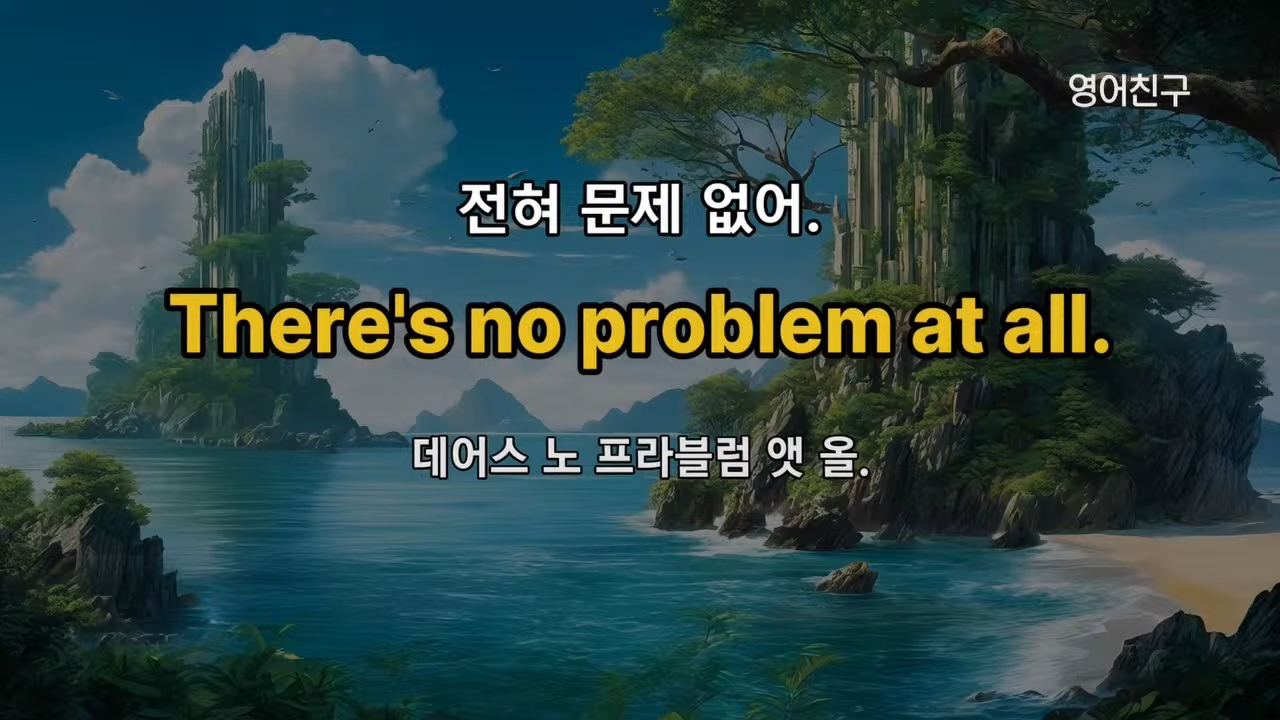 영어친구
전혀 문제 없어.
There's no problem at all.
데어스 노 프라블럼 앳 올.